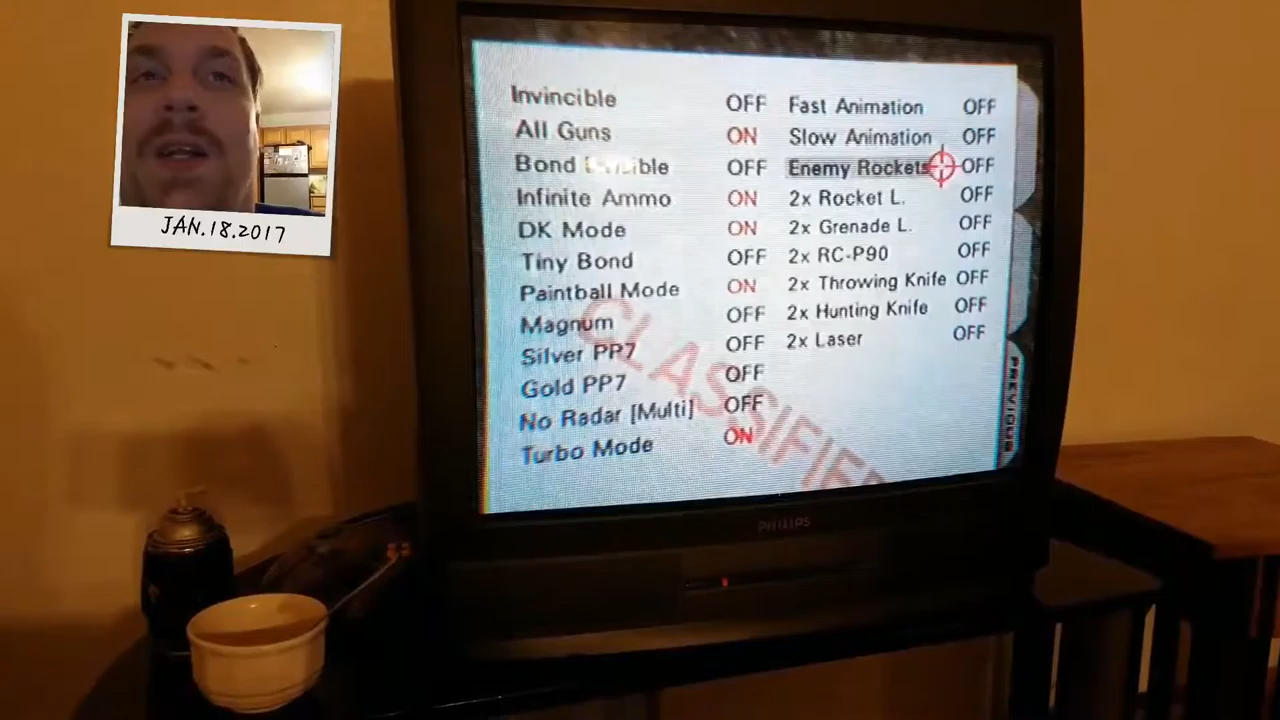 JAN.18.2017
Invincible OFF Fast Animation OFF
All Guns ON Slow Animation OFF
Bond OFF Enemy Rockets OFF
Infinite Ammo ON 2x Rocket L. OFF
DK Mode ON 2x Grenade L. OFF
Tiny Bond OFF 2x RC-P90 OFF
Paintball Mode ON 2x Throwing Knife OFF
Magnum OFF 2x Hunting Knife OFF
Silver PP7 OFF 2x Laser OFF
Gold PP7 OFF
No Radar [Multi] OFF
Turbo Mode ON
CLASSIFIED
PREVIOUS
PHILIPS